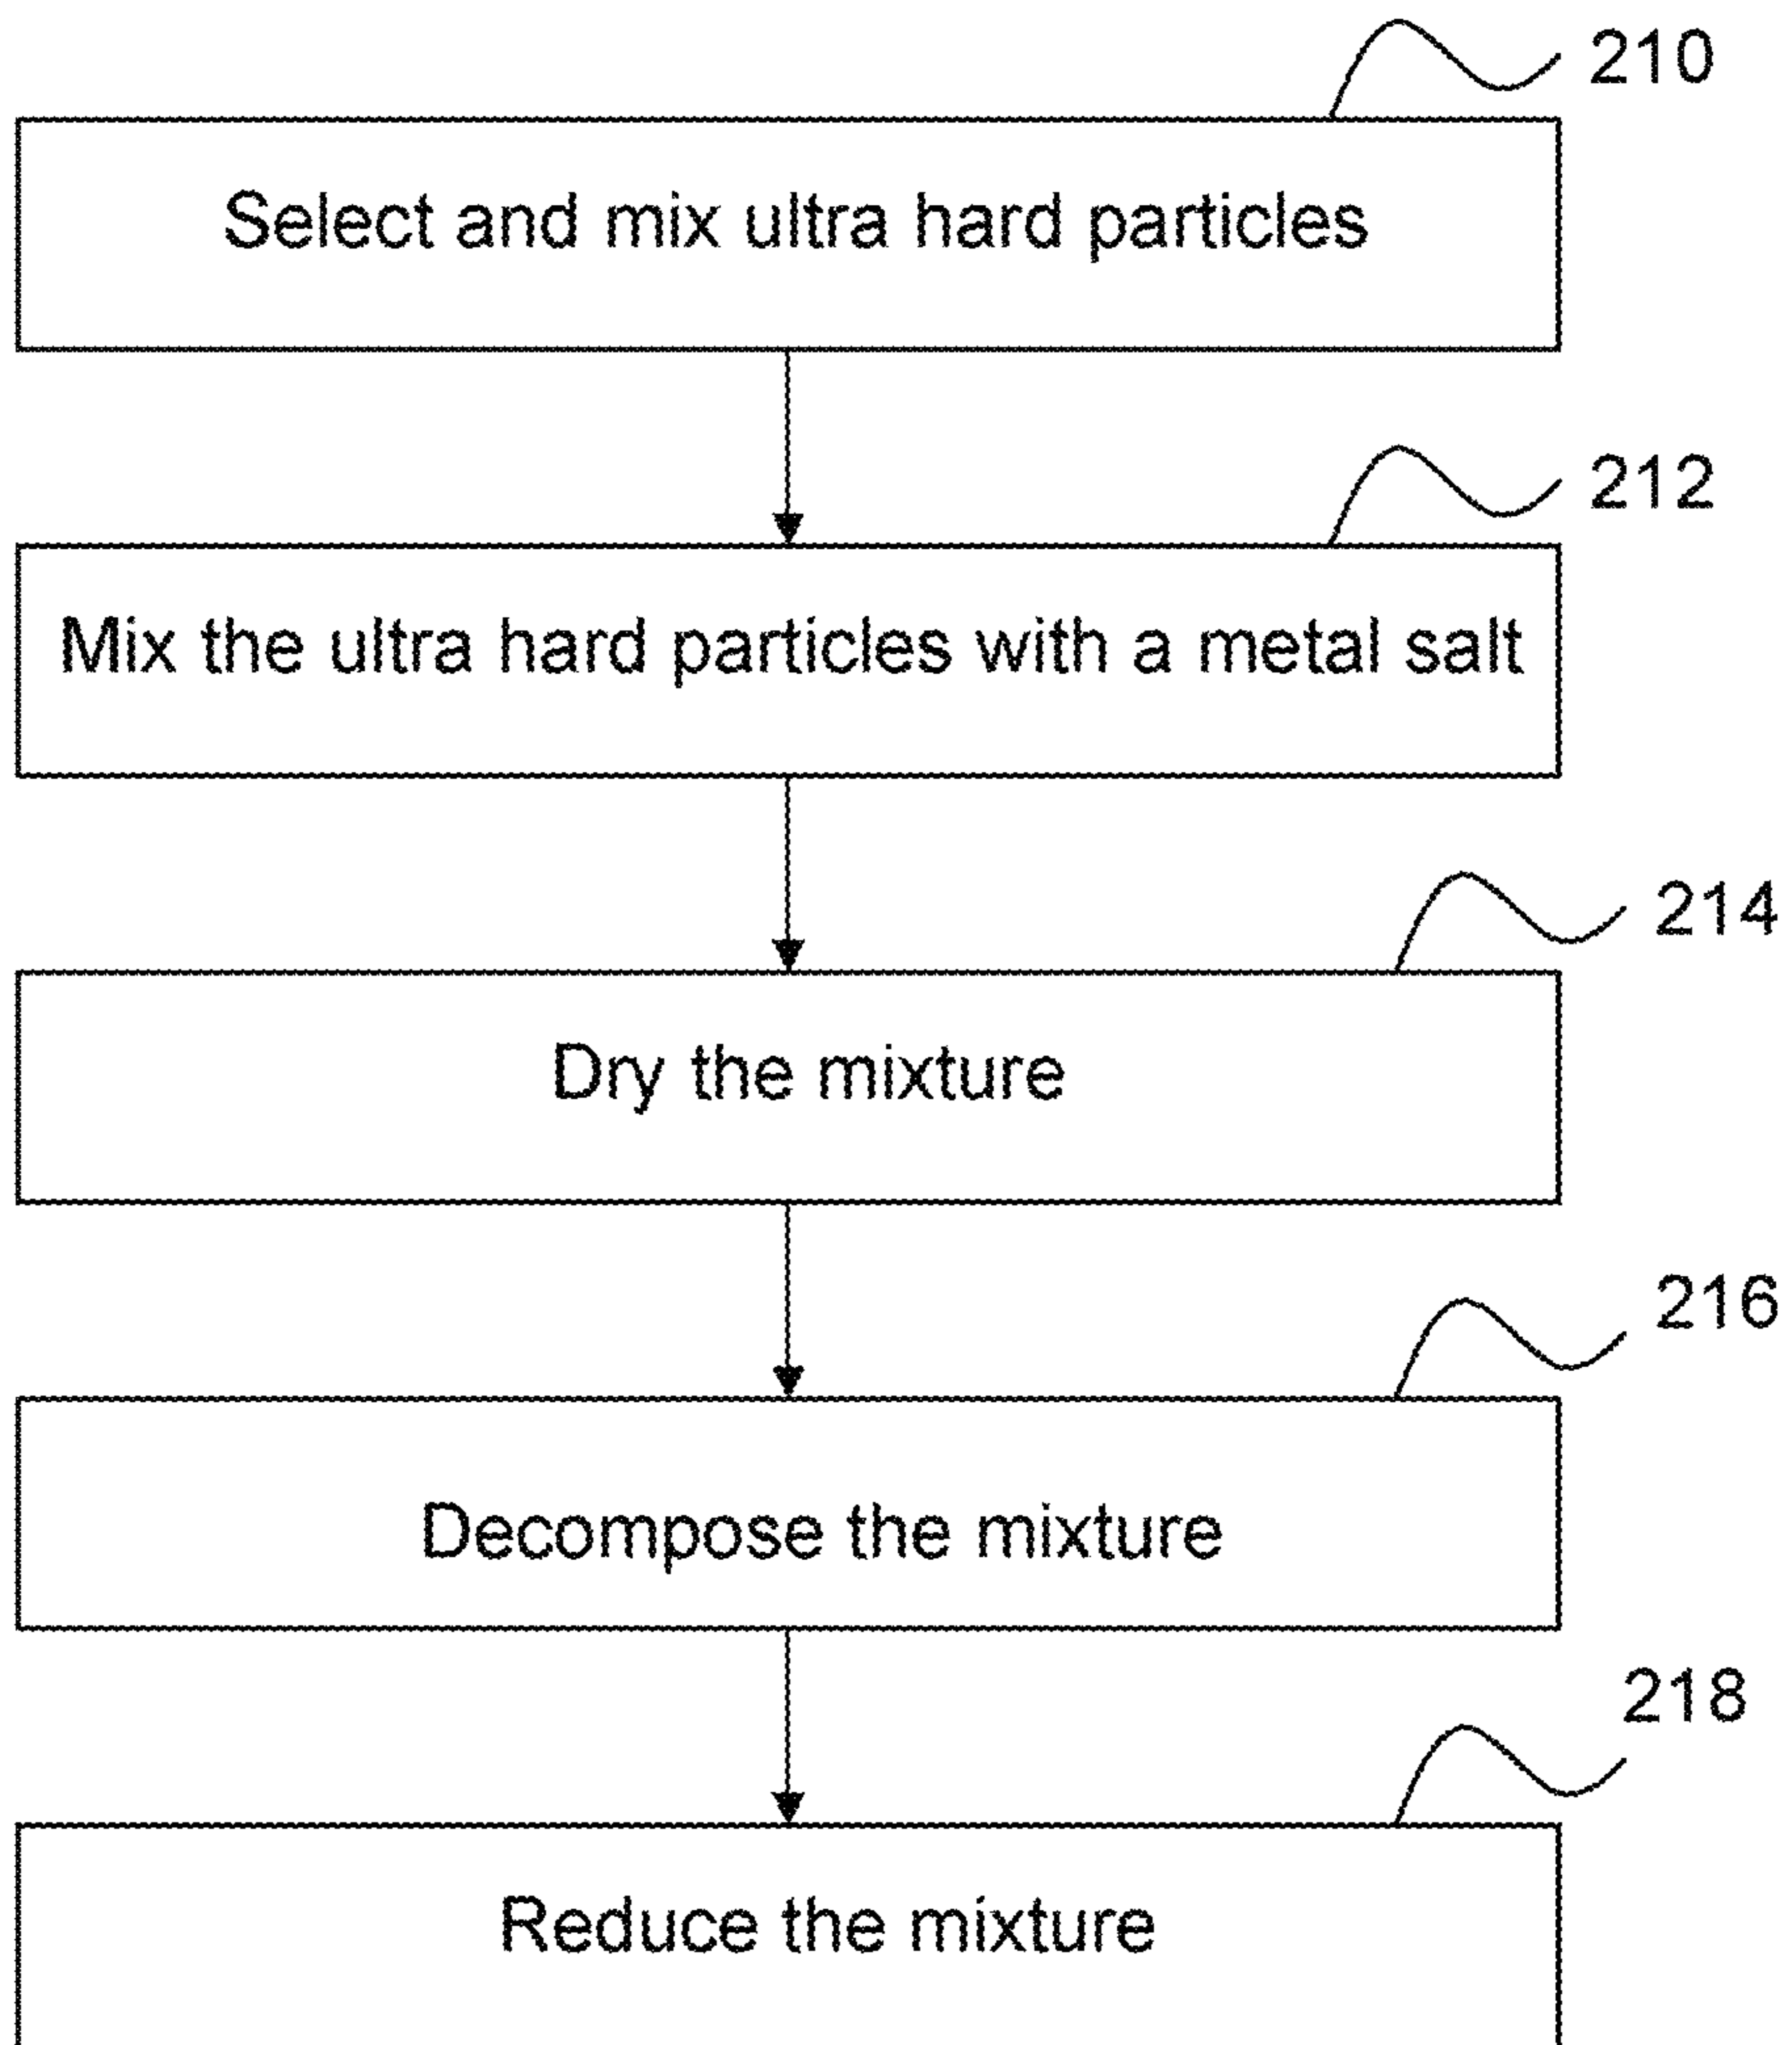 210
Select and mix ultra hard particles
212
Mix the ultra hard particles with a metal salt
214
Dry the mixture
216
Decompose the mixture
218
Reduce the mixture